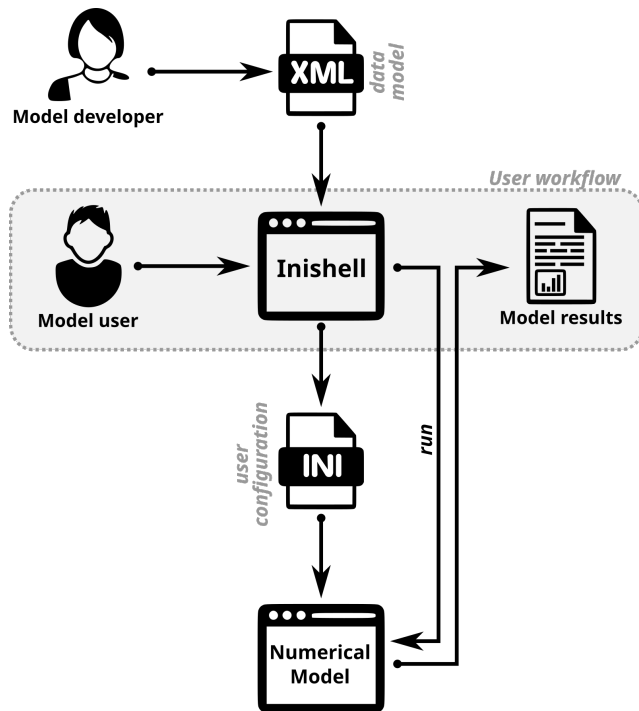 XML
data
model
Model developer
User workflow
Inishell
Model user
Model results
user
configuration
INI
run
Numerical
Model